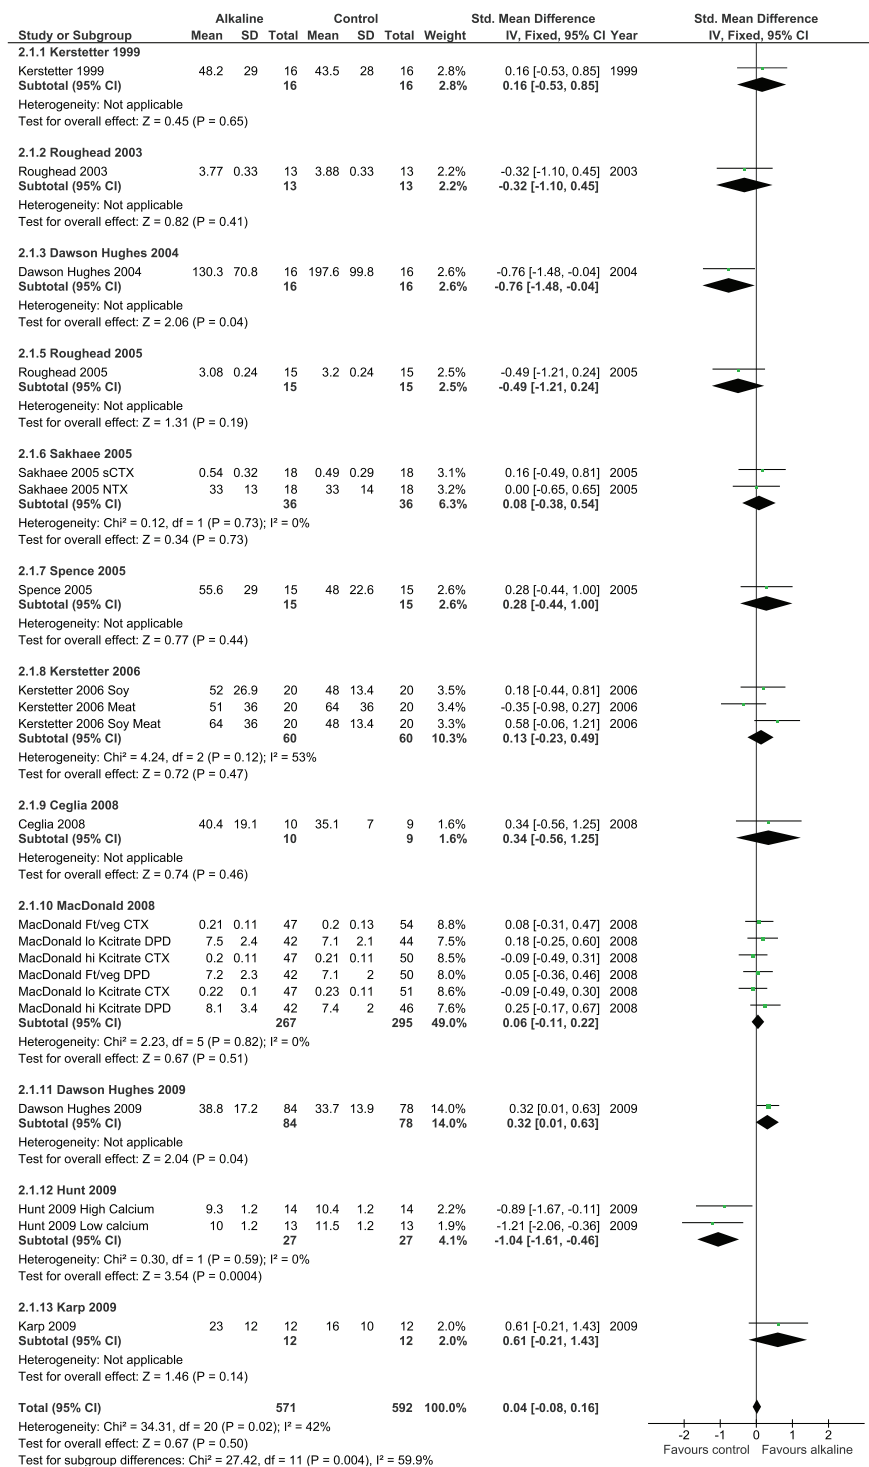 Alkaline Control Std. Mean Difference Std. Mean Difference
Study or Subgroup Mean SD Total Mean SD Total Weight IV, Fixed, 95% CI Year IV, Fixed, 95% CI
2.1.1 Kerstetter 1999
Kerstetter 1999 48.2 29 16 43.5 28 16 2.8% 0.16 [-0.53, 0.85] 1999
Subtotal (95% CI) 16 16 2.8% 0.16 [-0.53, 0.85]
Heterogeneity: Not applicable
Test for overall effect: Z = 0.45 (P = 0.65)
2.1.2 Roughead 2003
Roughead 2003 3.77 0.33 13 3.88 0.33 13 2.2% -0.32 [-1.10, 0.45] 2003
Subtotal (95% CI) 13 13 2.2% -0.32 [-1.10, 0.45]
Heterogeneity: Not applicable
Test for overall effect: Z = 0.82 (P = 0.41)
2.1.3 Dawson Hughes 2004
Dawson Hughes 2004 130.3 70.8 16 197.6 99.8 16 2.6% -0.76 [-1.48, -0.04] 2004
Subtotal (95% CI) 16 16 2.6% -0.76 [-1.48, -0.04]
Heterogeneity: Not applicable
Test for overall effect: Z = 2.06 (P = 0.04)
2.1.5 Roughead 2005
Roughead 2005 3.08 0.24 15 3.2 0.24 15 2.5% -0.49 [-1.21, 0.24] 2005
Subtotal (95% CI) 15 15 2.5% -0.49 [-1.21, 0.24]
Heterogeneity: Not applicable
Test for overall effect: Z = 1.31 (P = 0.19)
2.1.6 Sakhaee 2005
Sakhaee 2005 sCTX 0.54 0.32 18 0.49 0.29 18 3.1% 0.16 [-0.49, 0.81] 2005
Sakhaee 2005 NTX 33 13 18 33 14 18 3.2% 0.00 [-0.65, 0.65] 2005
Subtotal (95% CI) 36 36 6.3% 0.08 [-0.38, 0.54]
Heterogeneity: Chi² = 0.12, df = 1 (P = 0.73); I² = 0%
Test for overall effect: Z = 0.34 (P = 0.73)
2.1.7 Spence 2005
Spence 2005 55.6 29 15 48 22.6 15 2.6% 0.28 [-0.44, 1.00] 2005
Subtotal (95% CI) 15 15 2.6% 0.28 [-0.44, 1.00]
Heterogeneity: Not applicable
Test for overall effect: Z = 0.77 (P = 0.44)
2.1.8 Kerstetter 2006
Kerstetter 2006 Soy 52 26.9 20 48 13.4 20 3.5% 0.18 [-0.44, 0.81] 2006
Kerstetter 2006 Meat 51 36 20 64 36 20 3.4% -0.35 [-0.98, 0.27] 2006
Kerstetter 2006 Soy Meat 64 36 20 48 13.4 20 3.3% 0.58 [-0.06, 1.21] 2006
Subtotal (95% CI) 60 60 10.3% 0.13 [-0.23, 0.49]
Heterogeneity: Chi² = 4.24, df = 2 (P = 0.12); I² = 53%
Test for overall effect: Z = 0.72 (P = 0.47)
2.1.9 Ceglia 2008
Ceglia 2008 40.4 19.1 10 35.1 7 9 1.6% 0.34 [-0.56, 1.25] 2008
Subtotal (95% CI) 10 9 1.6% 0.34 [-0.56, 1.25]
Heterogeneity: Not applicable
Test for overall effect: Z = 0.74 (P = 0.46)
2.1.10 MacDonald 2008
MacDonald Ft/veg CTX 0.21 0.11 47 0.2 0.13 54 8.8% 0.08 [-0.31, 0.47] 2008
MacDonald lo Kcitrate DPD 7.5 2.4 42 7.1 2.1 44 7.5% 0.18 [-0.25, 0.60] 2008
MacDonald hi Kcitrate CTX 0.2 0.11 47 0.21 0.11 50 8.5% -0.09 [-0.49, 0.31] 2008
MacDonald Ft/veg DPD 7.2 2.3 42 7.1 2 50 8.0% 0.05 [-0.36, 0.46] 2008
MacDonald lo Kcitrate CTX 0.22 0.1 47 0.23 0.11 51 8.6% -0.09 [-0.49, 0.30] 2008
MacDonald hi Kcitrate DPD 8.1 3.4 42 7.4 2 46 7.6% 0.25 [-0.17, 0.67] 2008
Subtotal (95% CI) 267 295 49.0% 0.06 [-0.11, 0.22]
Heterogeneity: Chi² = 2.23, df = 5 (P = 0.82); I² = 0%
Test for overall effect: Z = 0.67 (P = 0.51)
2.1.11 Dawson Hughes 2009
Dawson Hughes 2009 38.8 17.2 84 33.7 13.9 78 14.0% 0.32 [0.01, 0.63] 2009
Subtotal (95% CI) 84 78 14.0% 0.32 [0.01, 0.63]
Heterogeneity: Not applicable
Test for overall effect: Z = 2.04 (P = 0.04)
2.1.12 Hunt 2009
Hunt 2009 High Calcium 9.3 1.2 14 10.4 1.2 14 2.2% -0.89 [-1.67, -0.11] 2009
Hunt 2009 Low calcium 10 1.2 13 11.5 1.2 13 1.9% -1.21 [-2.06, -0.36] 2009
Subtotal (95% CI) 27 27 4.1% -1.04 [-1.61, -0.46]
Heterogeneity: Chi² = 0.30, df = 1 (P = 0.59); I² = 0%
Test for overall effect: Z = 3.54 (P = 0.0004)
2.1.13 Karp 2009
Karp 2009 23 12 12 16 10 12 2.0% 0.61 [-0.21, 1.43] 2009
Subtotal (95% CI) 12 12 2.0% 0.61 [-0.21, 1.43]
Heterogeneity: Not applicable
Test for overall effect: Z = 1.46 (P = 0.14)
Total (95% CI) 571 592 100.0% 0.04 [-0.08, 0.16]
Heterogeneity: Chi² = 34.31, df = 20 (P = 0.02); I² = 42%
Test for overall effect: Z = 0.67 (P = 0.50)
Test for subgroup differences: Chi² = 27.42, df = 11 (P = 0.004), I² = 59.9%
-2 -1 0 1 2
Favours control Favours alkaline